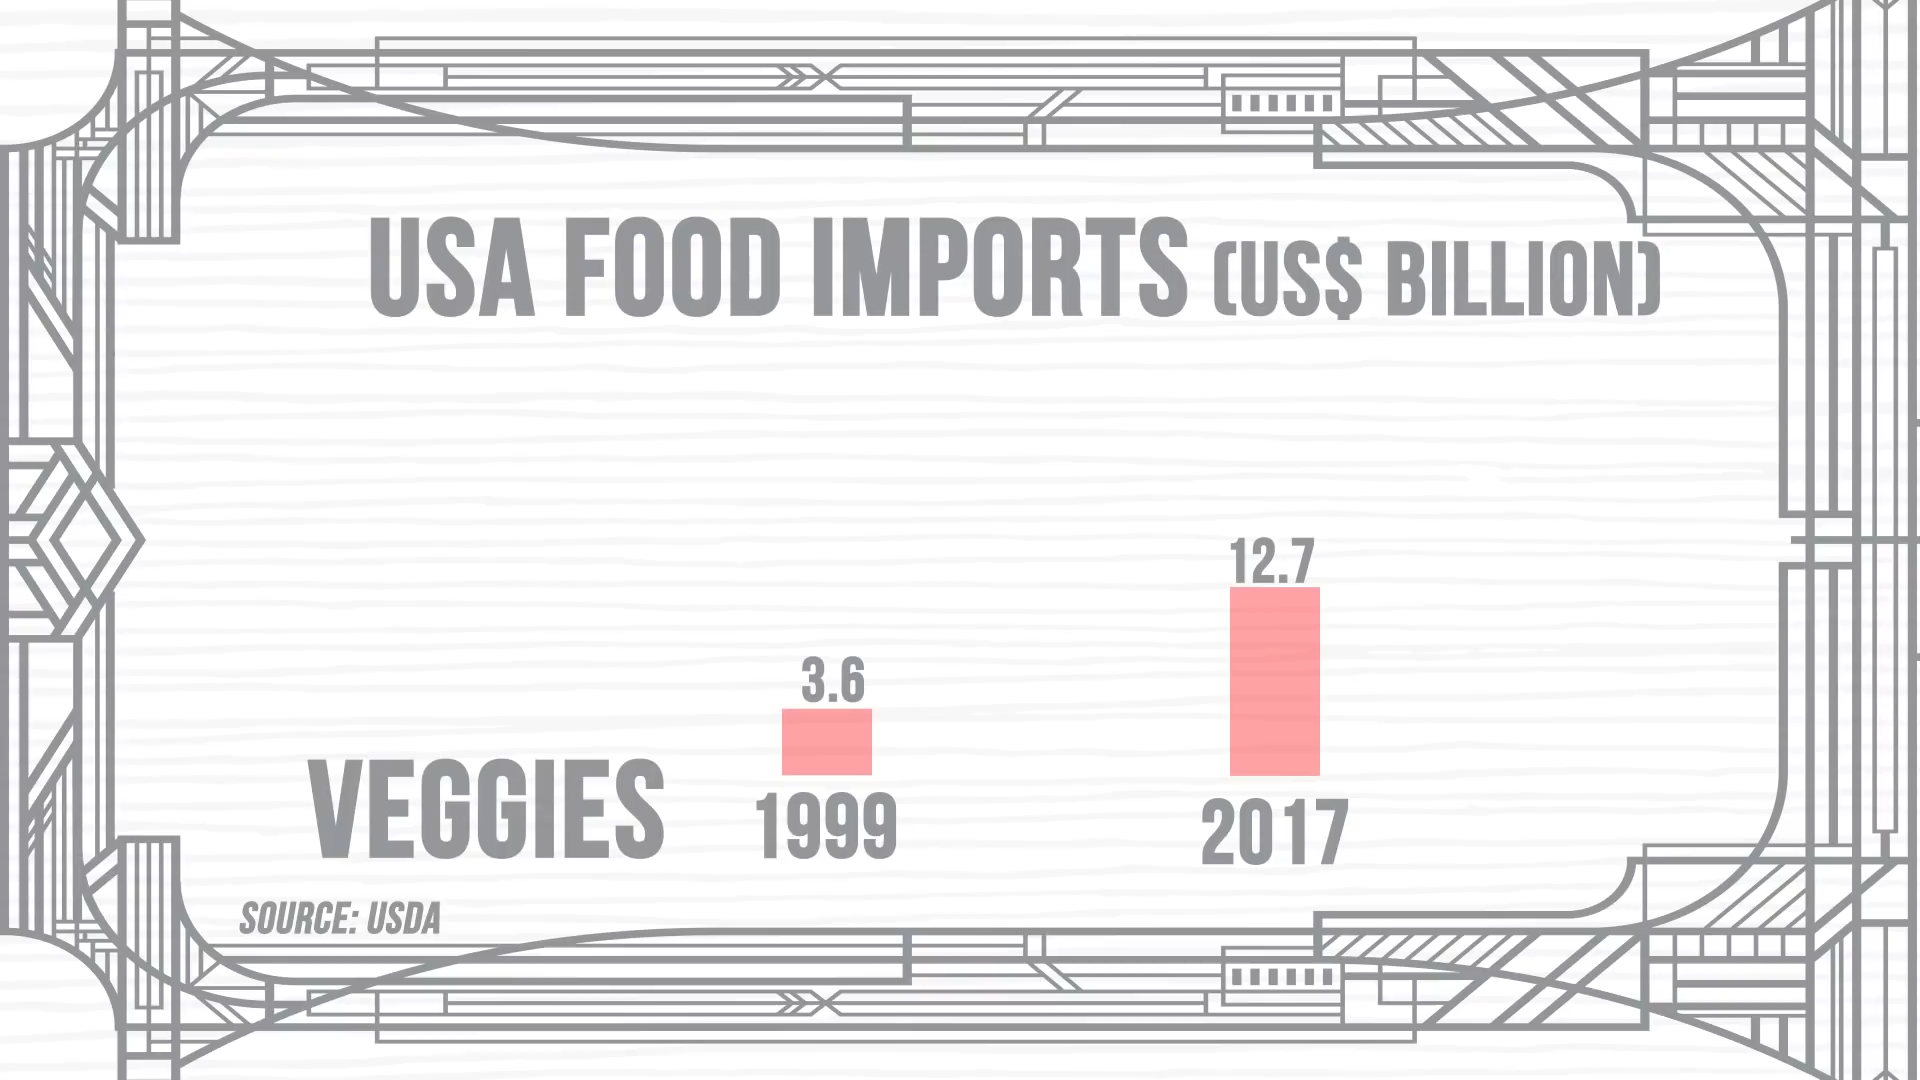 USA FOOD IMPORTS (US$ BILLION)
12.7
3.6
VEGGIES
1999
2017
SOURCE: USDA